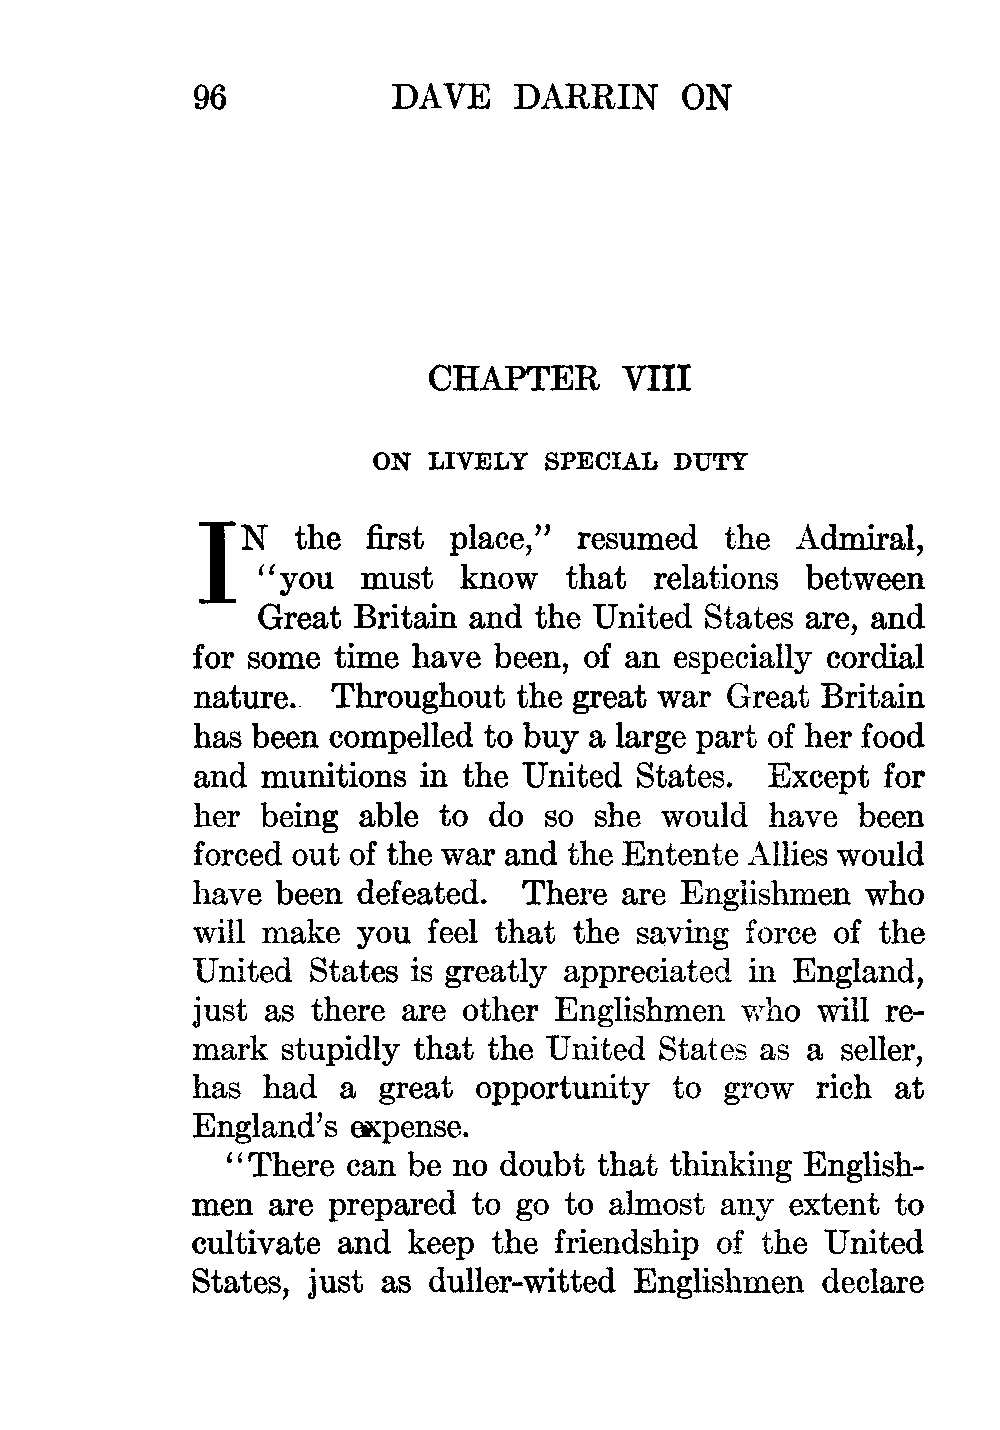 96 DAVE DARRIN ON
CHAPTER VIII
ON LIVELY SPECIAL DUTY
IN the first place,” resumed the Admiral,
“you must know that relations between
Great Britain and the United States are, and
for some time have been, of an especially cordial
nature. Throughout the great war Great Britain
has been compelled to buy a large part of her food
and munitions in the United States. Except for
her being able to do so she would have been
forced out of the war and the Entente Allies would
have been defeated. There are Englishmen who
will make you feel that the saving force of the
United States is greatly appreciated in England,
just as there are other Englishmen who will re-
mark stupidly that the United States as a seller,
has had a great opportunity to grow rich at
England’s expense.
“There can be no doubt that thinking English-
men are prepared to go to almost any extent to
cultivate and keep the friendship of the United
States, just as duller-witted Englishmen declare